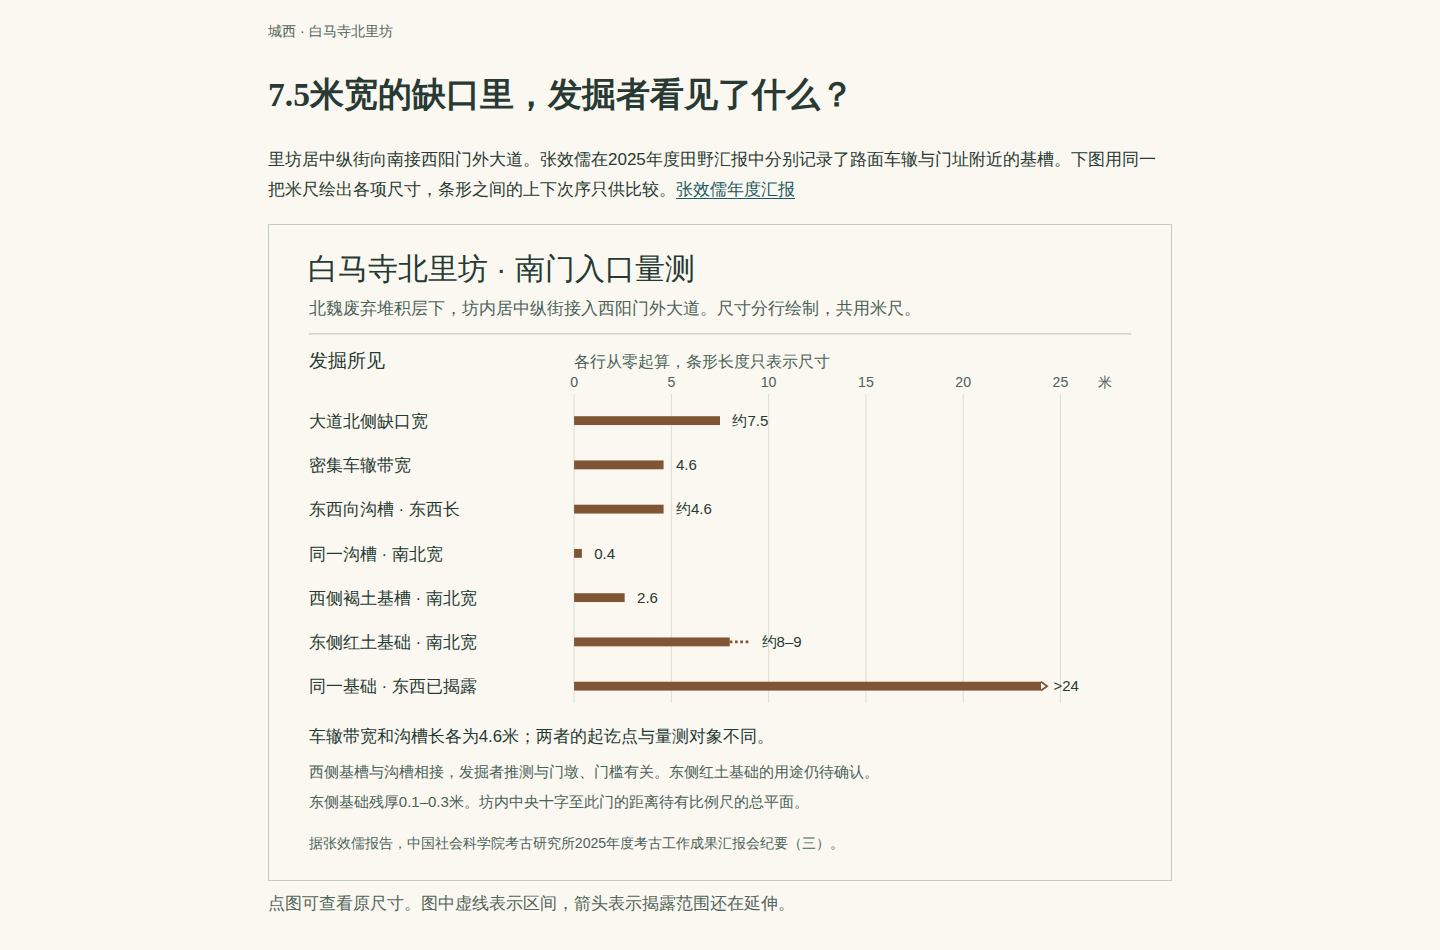 城西 · 白马寺北里坊
7.5米宽的缺口里，发掘者看见了什么？
里坊居中纵街向南接西阳门外大道。张效儒在2025年度田野汇报中分别记录了路面车辙与门址附近的基槽。下图用同一
把米尺绘出各项尺寸，条形之间的上下次序只供比较。张效儒年度汇报
白马寺北里坊 · 南门入口量测
北魏废弃堆积层下，坊内居中纵街接入西阳门外大道。尺寸分行绘制，共用米尺。
发掘所见 各行从零起算，条形长度只表示尺寸
0 5 10 15 20 25 米
大道北侧缺口宽 约7.5
密集车辙带宽 4.6
东西向沟槽 · 东西长 约4.6
同一沟槽 · 南北宽 0.4
西侧褐土基槽 · 南北宽 2.6
东侧红土基础 · 南北宽 约8–9
同一基础 · 东西已揭露 >24
车辙带宽和沟槽长各为4.6米；两者的起讫点与量测对象不同。
西侧基槽与沟槽相接，发掘者推测与门墩、门槛有关。东侧红土基础的用途仍待确认。
东侧基础残厚0.1–0.3米。坊内中央十字至此门的距离待有比例尺的总平面。
据张效儒报告，中国社会科学院考古研究所2025年度考古工作成果汇报会纪要（三）。
点图可查看原尺寸。图中虚线表示区间，箭头表示揭露范围还在延伸。